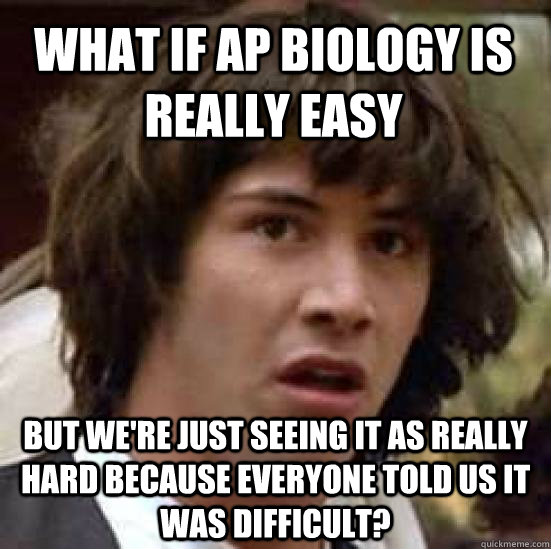 WHAT IF AP BIOLOGY IS
REALLY EASY
BUT WE'RE JUST SEEING IT AS REALLY
HARD BECAUSE EVERYONE TOLD US IT
WAS DIFFICULT?
quickmeme.com